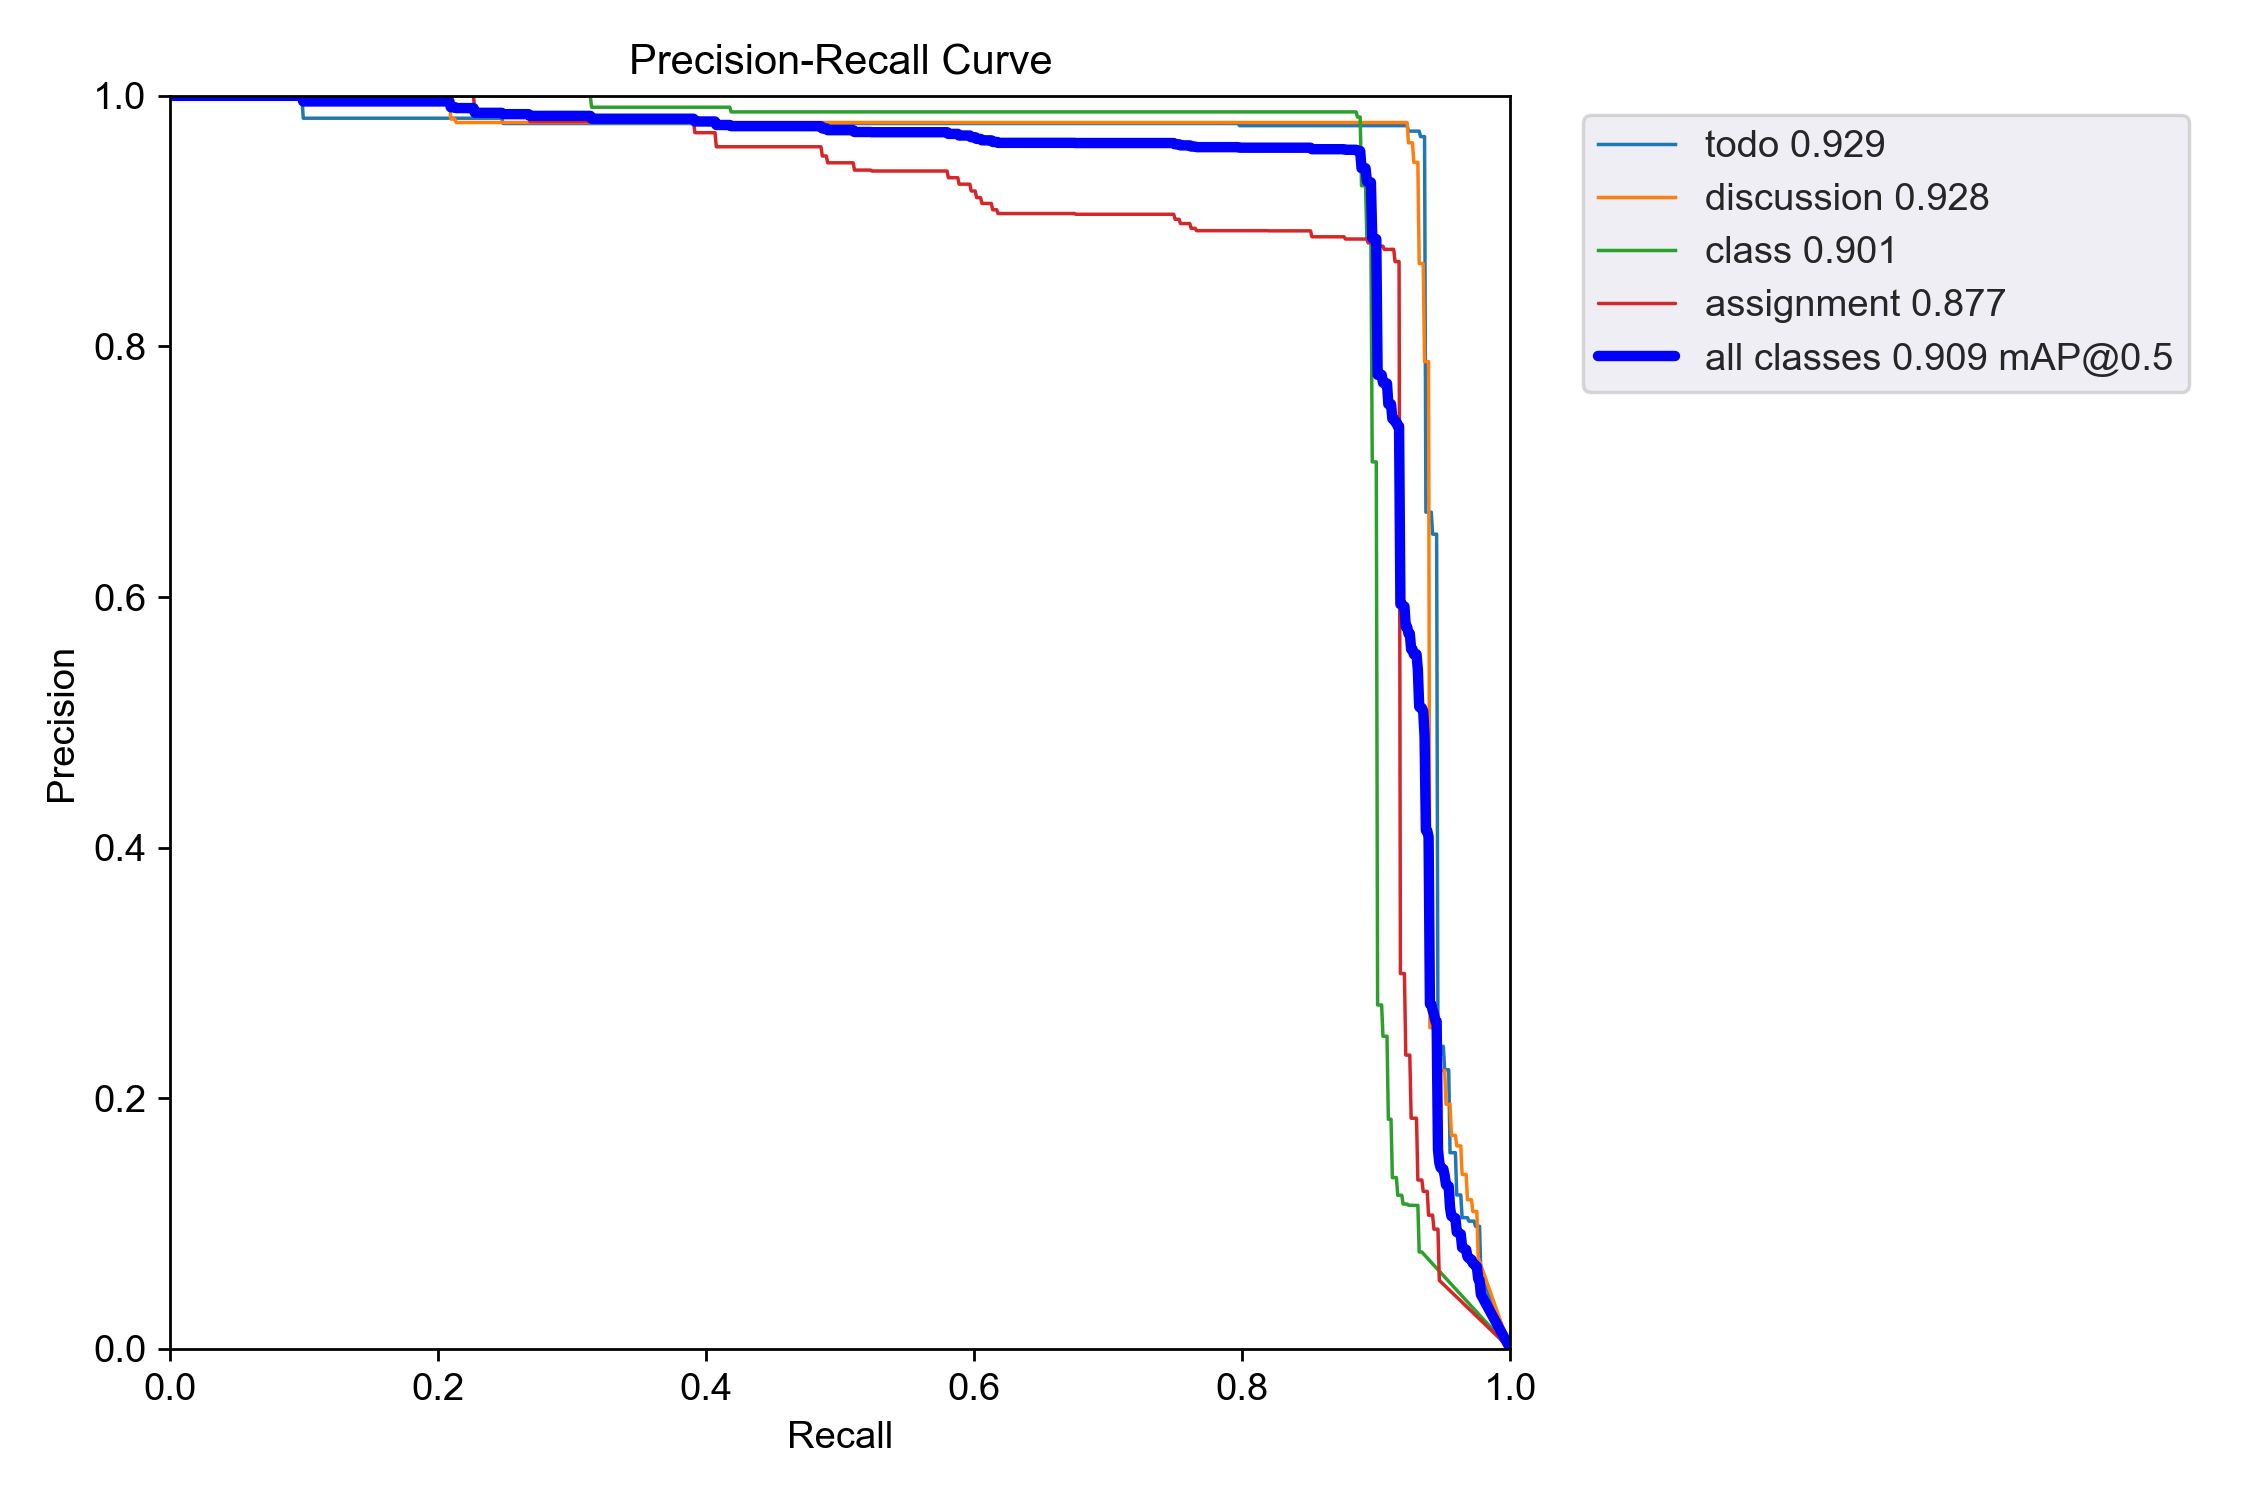 Precision-Recall Curve
1.0
0.8
0.6
0.4
0.2
0.0
Precision
0.0 0.2 0.4 0.6 0.8 1.0
Recall
todo 0.929
discussion 0.928
class 0.901
assignment 0.877
all classes 0.909 mAP@0.5